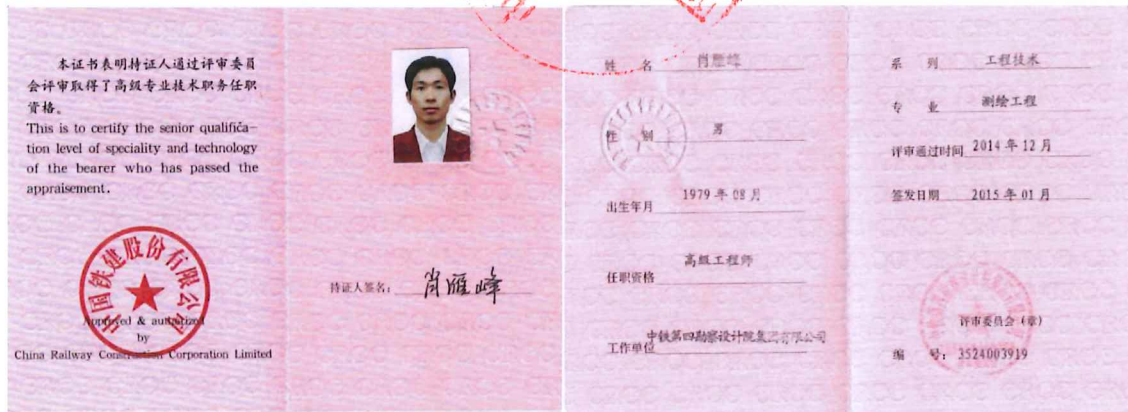 本证书表明持证人通过评审委员
会评审取得了高级专业技术职务任职
资格。
This is to certify the senior qualifica-
tion level of speciality and technology
of the bearer who has passed the
appraisement.
中国铁建股份有限公司
Approved & authorized
by
China Railway Construction Corporation Limited
持证人签名: 肖雁峰
姓 名 肖雁峰
性 别 男
出生年月 1979 年 08 月
任职资格 高级工程师
工作单位 中铁第四勘察设计院集团有限公司
系 列 工程技术
专 业 测绘工程
评审通过时间 2014 年 12 月
签发日期 2015 年 01 月
评审委员会(章)
编 号: 3524003919